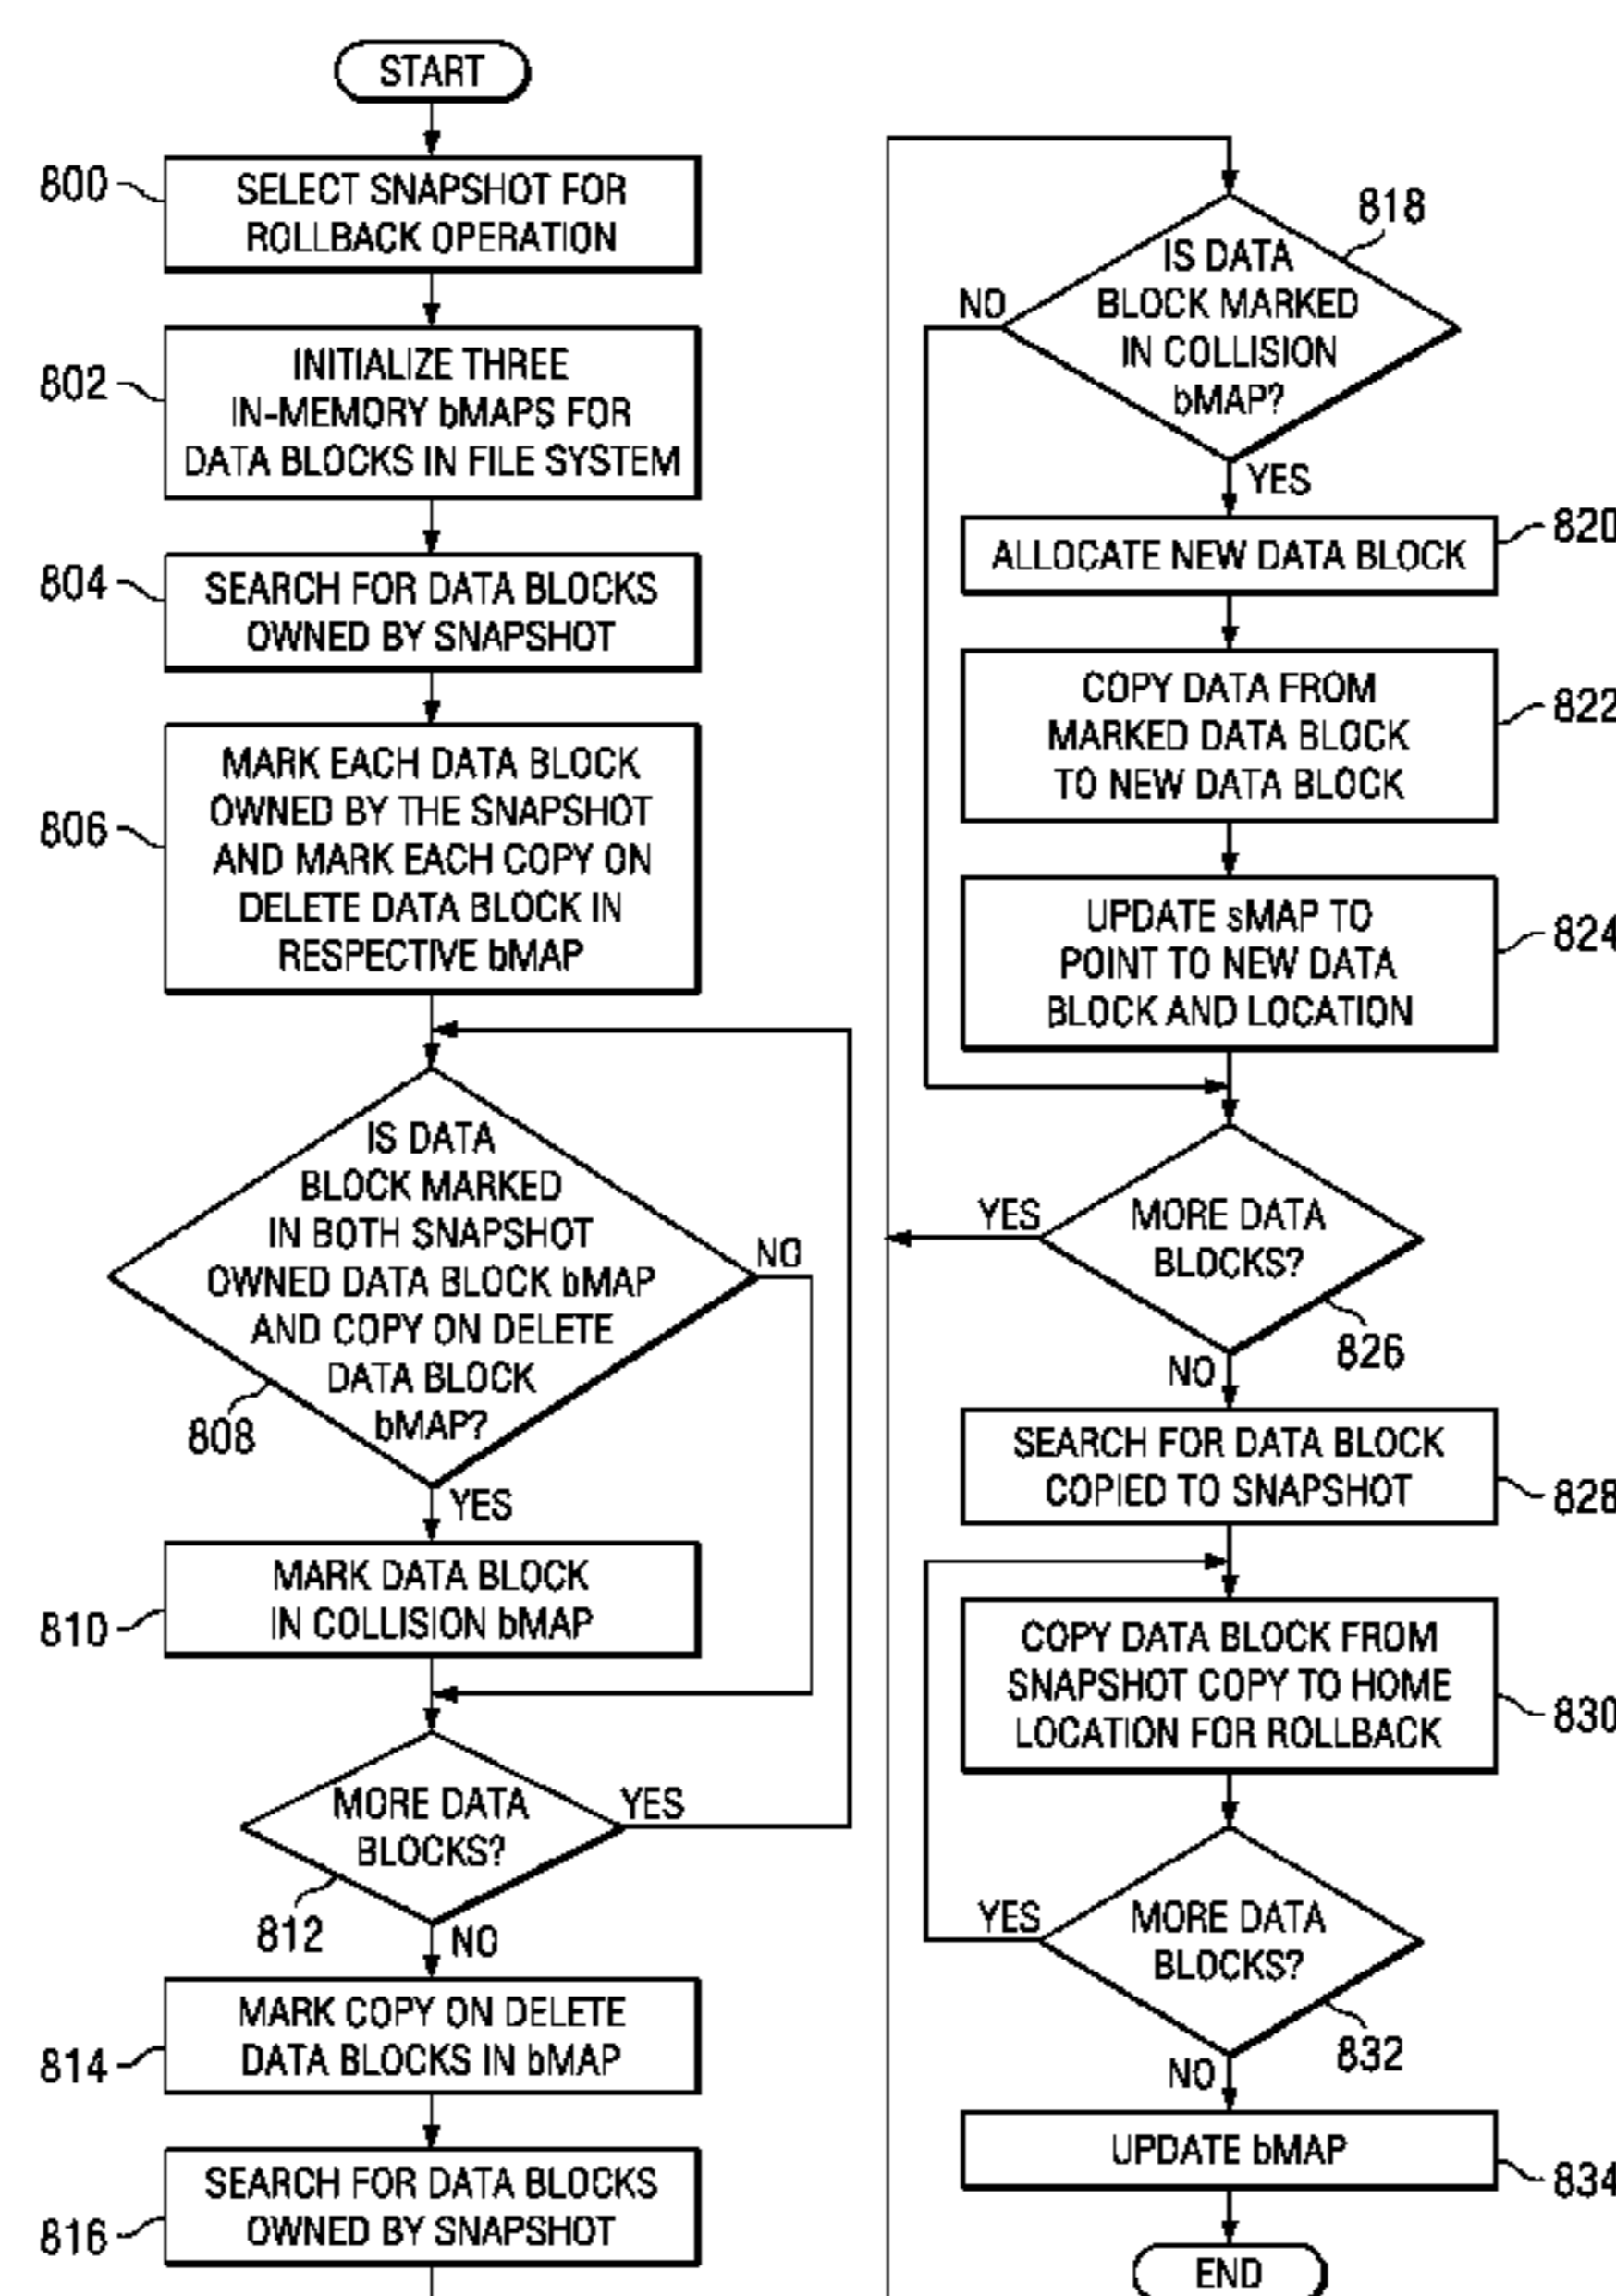 START
800
SELECT SNAPSHOT FOR
ROLLBACK OPERATION
802
INITIALIZE THREE
IN-MEMORY bMAPS FOR
DATA BLOCKS IN FILE SYSTEM
804
SEARCH FOR DATA BLOCKS
OWNED BY SNAPSHOT
806
MARK EACH DATA BLOCK
OWNED BY THE SNAPSHOT
AND MARK EACH COPY ON
DELETE DATA BLOCK IN
RESPECTIVE bMAP
IS DATA
BLOCK MARKED
IN BOTH SNAPSHOT
OWNED DATA BLOCK bMAP
AND COPY ON DELETE
DATA BLOCK
bMAP?
NO
808
YES
MARK DATA BLOCK
IN COLLISION bMAP
810
MORE DATA
BLOCKS?
YES
812
NO
MARK COPY ON DELETE
DATA BLOCKS IN bMAP
814
SEARCH FOR DATA BLOCKS
OWNED BY SNAPSHOT
816
818
IS DATA
BLOCK MARKED
IN COLLISION
bMAP?
NO
YES
820
ALLOCATE NEW DATA BLOCK
COPY DATA FROM
MARKED DATA BLOCK
TO NEW DATA BLOCK
822
UPDATE sMAP TO
POINT TO NEW DATA
BLOCK AND LOCATION
824
YES
MORE DATA
BLOCKS?
826
NO
SEARCH FOR DATA BLOCK
COPIED TO SNAPSHOT
828
COPY DATA BLOCK FROM
SNAPSHOT COPY TO HOME
LOCATION FOR ROLLBACK
830
YES
MORE DATA
BLOCKS?
832
NO
UPDATE bMAP
834
END